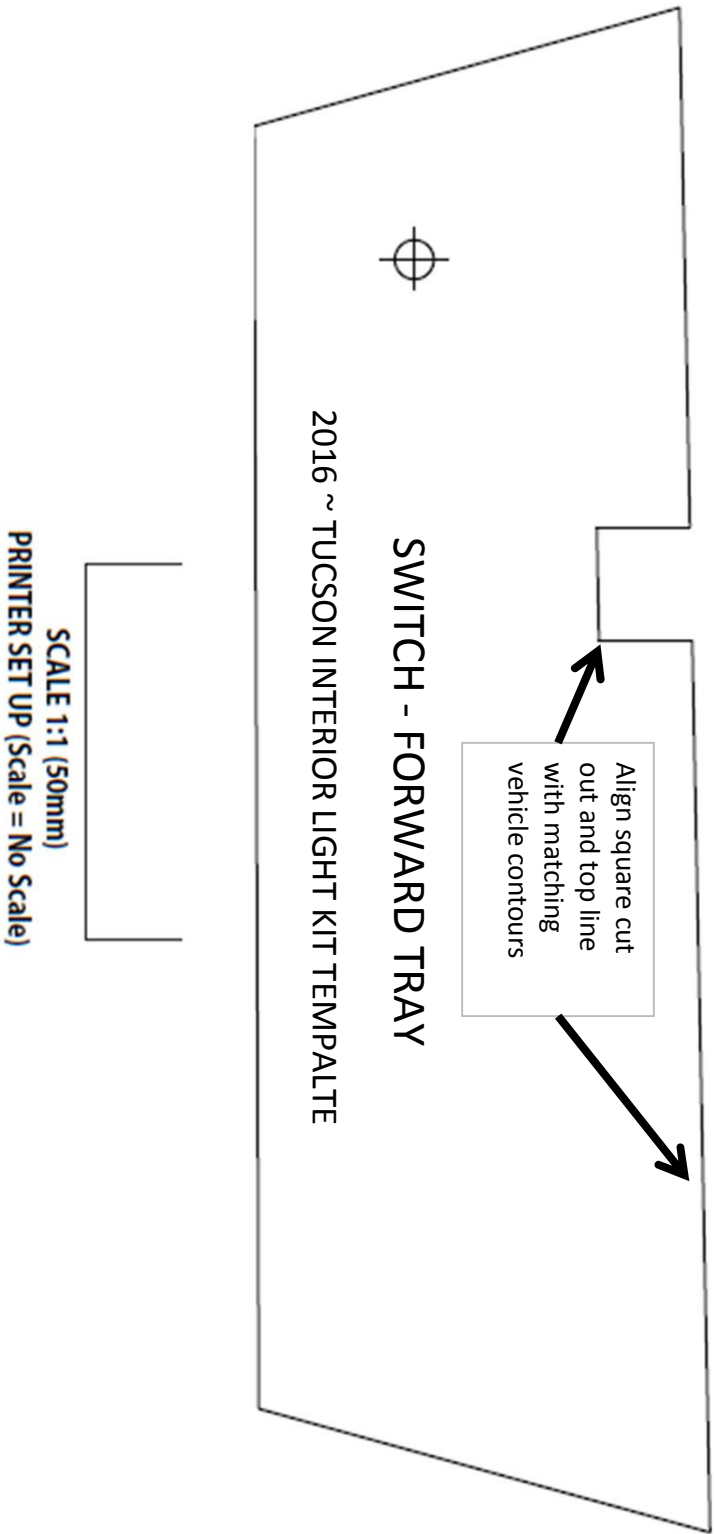 Align square cut
out and top line
with matching
vehicle contours
SWITCH - FORWARD TRAY
2016 ~ TUCSON INTERIOR LIGHT KIT TEMPALTE
SCALE 1:1 (50mm)
PRINTER SET UP (Scale = No Scale)